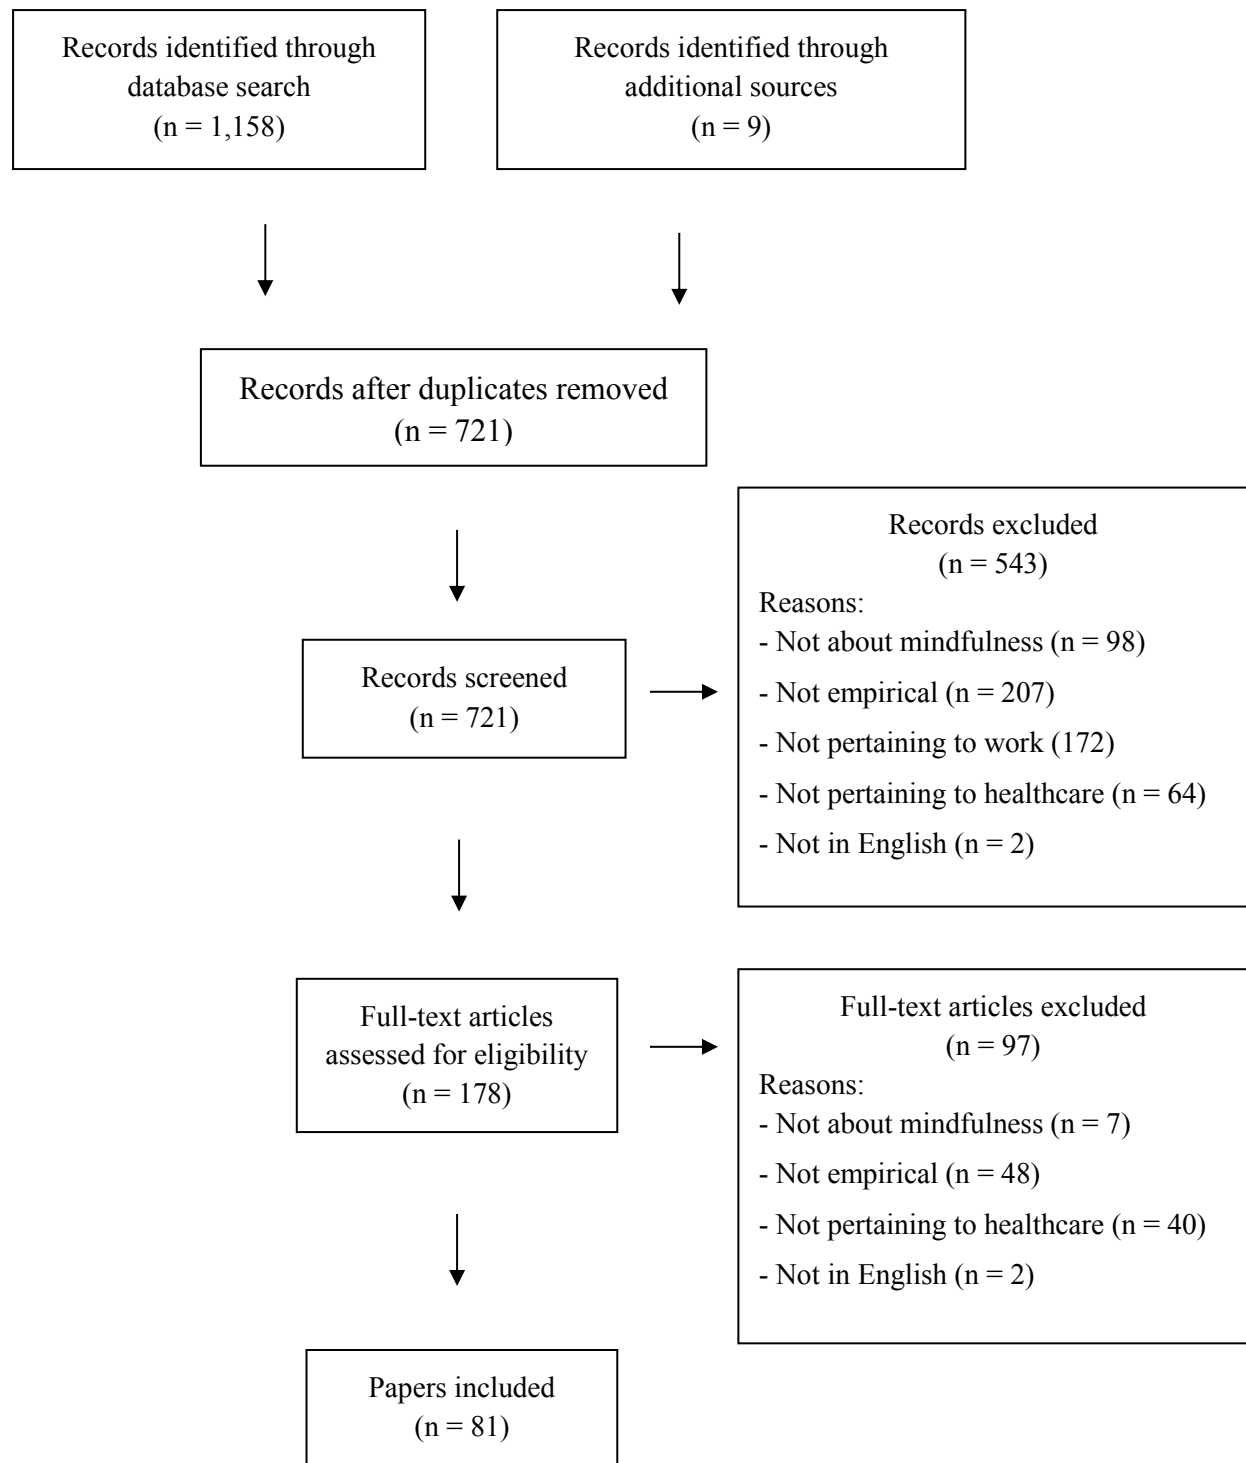 Records identified through
database search
(n = 1,158)
Records identified through
additional sources
(n = 9)
Records after duplicates removed
(n = 721)
Records excluded
(n = 543)
Reasons:
- Not about mindfulness (n = 98)
- Not empirical (n = 207)
- Not pertaining to work (172)
- Not pertaining to healthcare (n = 64)
- Not in English (n = 2)
Records screened
(n = 721)
Full-text articles
assessed for eligibility
(n = 178)
Full-text articles excluded
(n = 97)
Reasons:
- Not about mindfulness (n = 7)
- Not empirical (n = 48)
- Not pertaining to healthcare (n = 40)
- Not in English (n = 2)
Papers included
(n = 81)